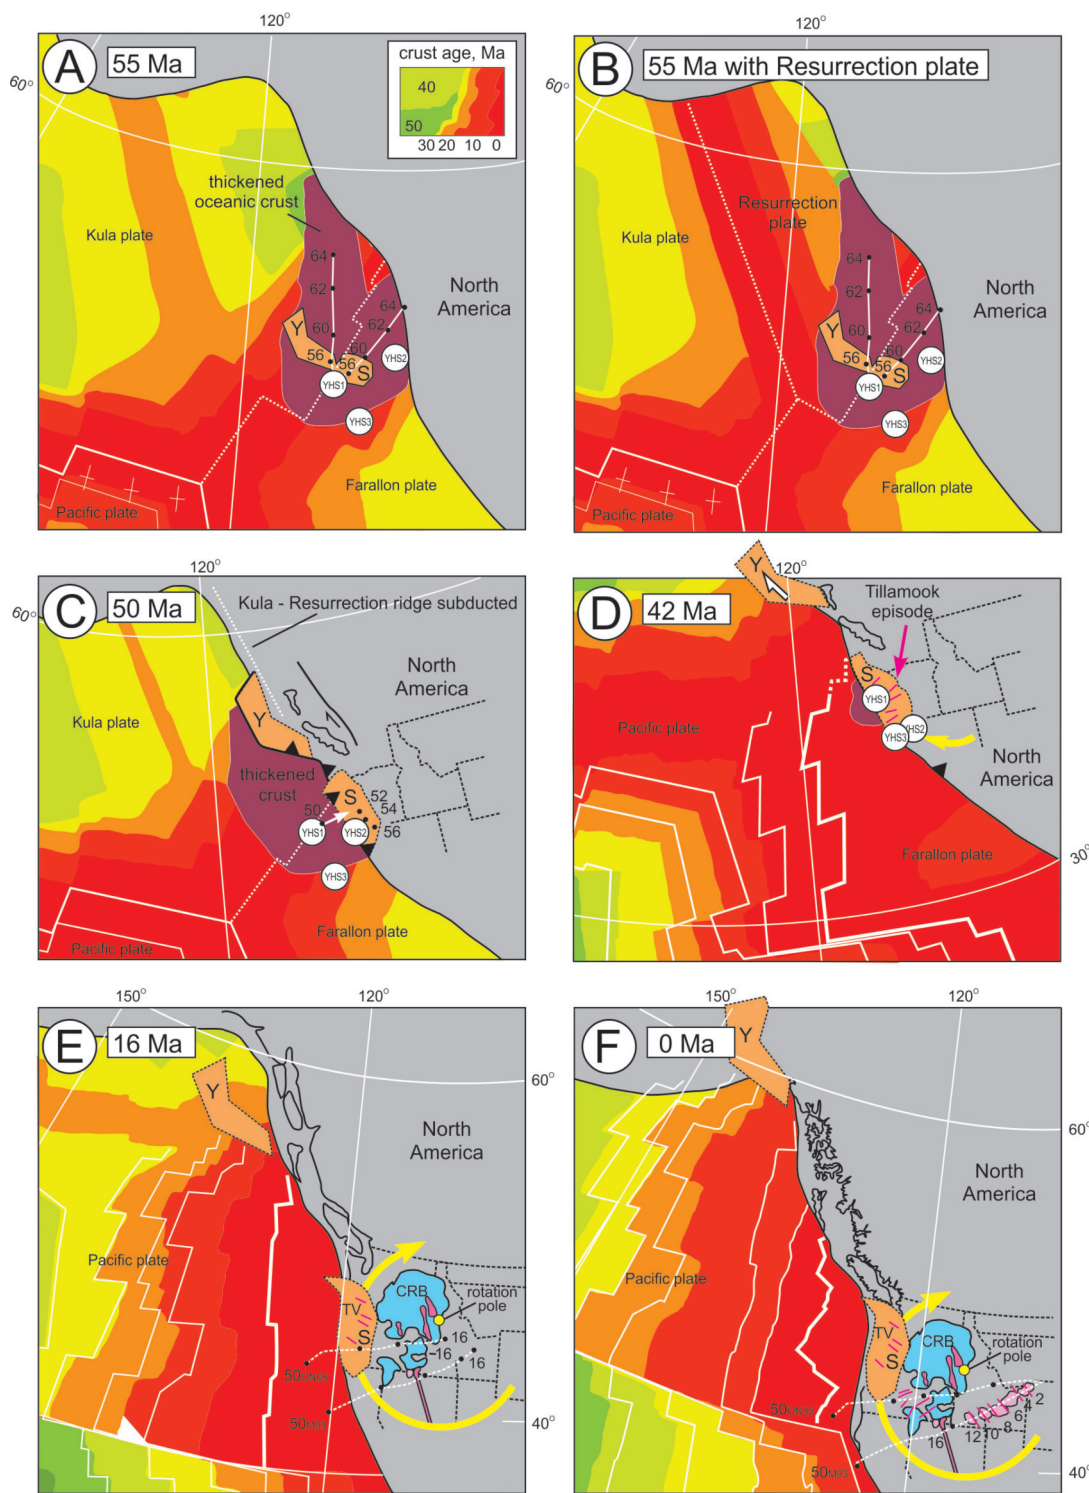 120°
A
55 Ma
crust age, Ma
40
50
30
20
10
0
60°
thickened
oceanic crust
Kula plate
North
America
64
62
60
56
64
62
60
56
Y
S
YHS1
YHS2
YHS3
Farallon plate
Pacific plate
120°
B
55 Ma with Resurrection plate
60°
Resurrection
plate
Kula plate
North
America
64
62
60
56
64
62
60
56
Y
S
YHS1
YHS2
YHS3
Farallon plate
Pacific plate
120°
C
50 Ma
60°
Kula - Resurrection ridge subducted
North
America
Kula plate
Y
thickened
crust
S
52
54
56
50
YHS1
YHS2
YHS3
Farallon plate
Pacific plate
D
42 Ma
Y
120°
Tillamook
episode
S
YHS1
YHS2
YHS3
Pacific plate
North
America
Farallon plate
30°
150°
120°
E
16 Ma
Y
60°
North
America
Pacific plate
CRB
rotation
pole
TV
S
16
16
16
50DN05
50M93
40°
150°
120°
F
0 Ma
Y
60°
North
America
Pacific plate
TV
CRB
S
rotation
pole
2
4
6
8
10
12
16
50M93
40°